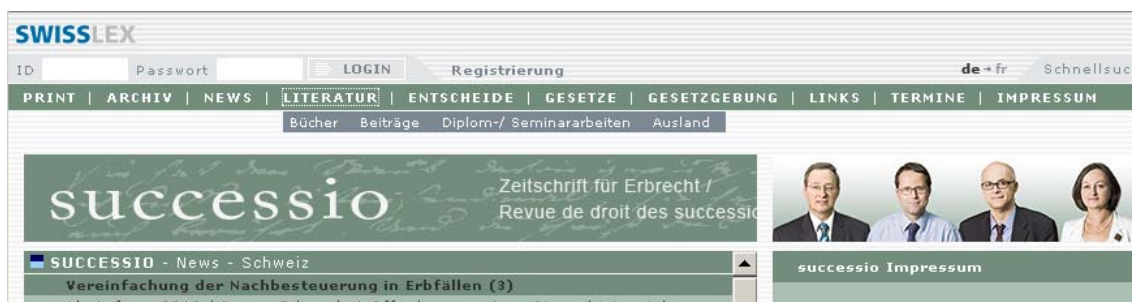 SWISSLEX
ID Passwort LOGIN Registrierung de→fr Schnellsuc
PRINT | ARCHIV | NEWS | LITERATUR | ENTSCHEIDE | GESETZE | GESETZGEBUNG | LINKS | TERMINE | IMPRESSUM
Bücher Beiträge Diplom-/ Seminararbeiten Ausland
successio
Zeitschrift für Erbrecht /
Revue de droit des successio
SUCCESSIO - News - Schweiz
successio Impressum
Vereinfachung der Nachbesteuerung in Erbfällen (3)